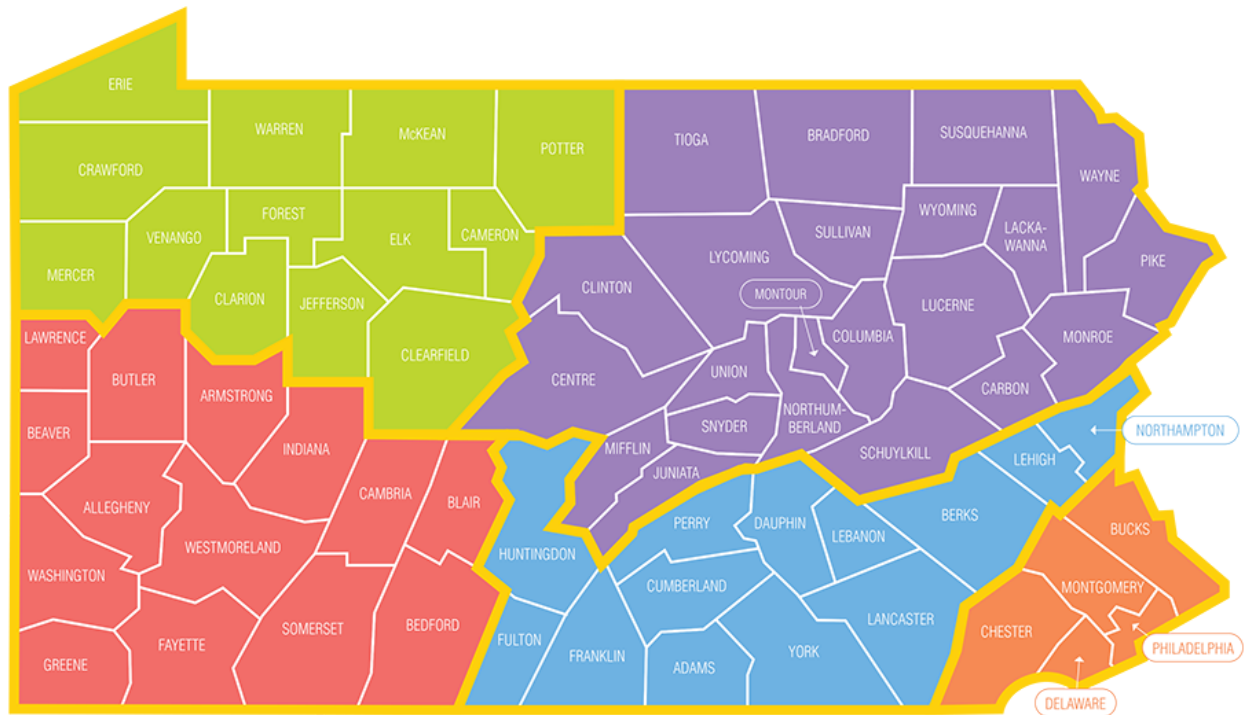 ERIE
WARREN
McKEAN
POTTER
CRAWFORD
FOREST
VENANGO
ELK
CAMERON
MERCER
CLARION
JEFFERSON
CLEARFIELD
TIOGA
BRADFORD
SUSQUEHANNA
WAYNE
WYOMING
LACKA-
WANNA
SULLIVAN
LYCOMING
PIKE
CLINTON
MONTOUR
LUCERNE
COLUMBIA
MONROE
CENTRE
UNION
CARBON
NORTHUM-
BERLAND
SNYDER
MIFFLIN
JUNIATA
SCHUYLKILL
LAWRENCE
BUTLER
ARMSTRONG
BEAVER
INDIANA
CAMBRIA
BLAIR
ALLEGHENY
WESTMORELAND
WASHINGTON
SOMERSET
BEDFORD
FAYETTE
GREENE
NORTHAMPTON
LEHIGH
BERKS
PERRY
DAUPHIN
LEBANON
HUNTINGDON
CUMBERLAND
LANCASTER
FULTON
FRANKLIN
ADAMS
YORK
BUCKS
MONTGOMERY
CHESTER
PHILADELPHIA
DELAWARE